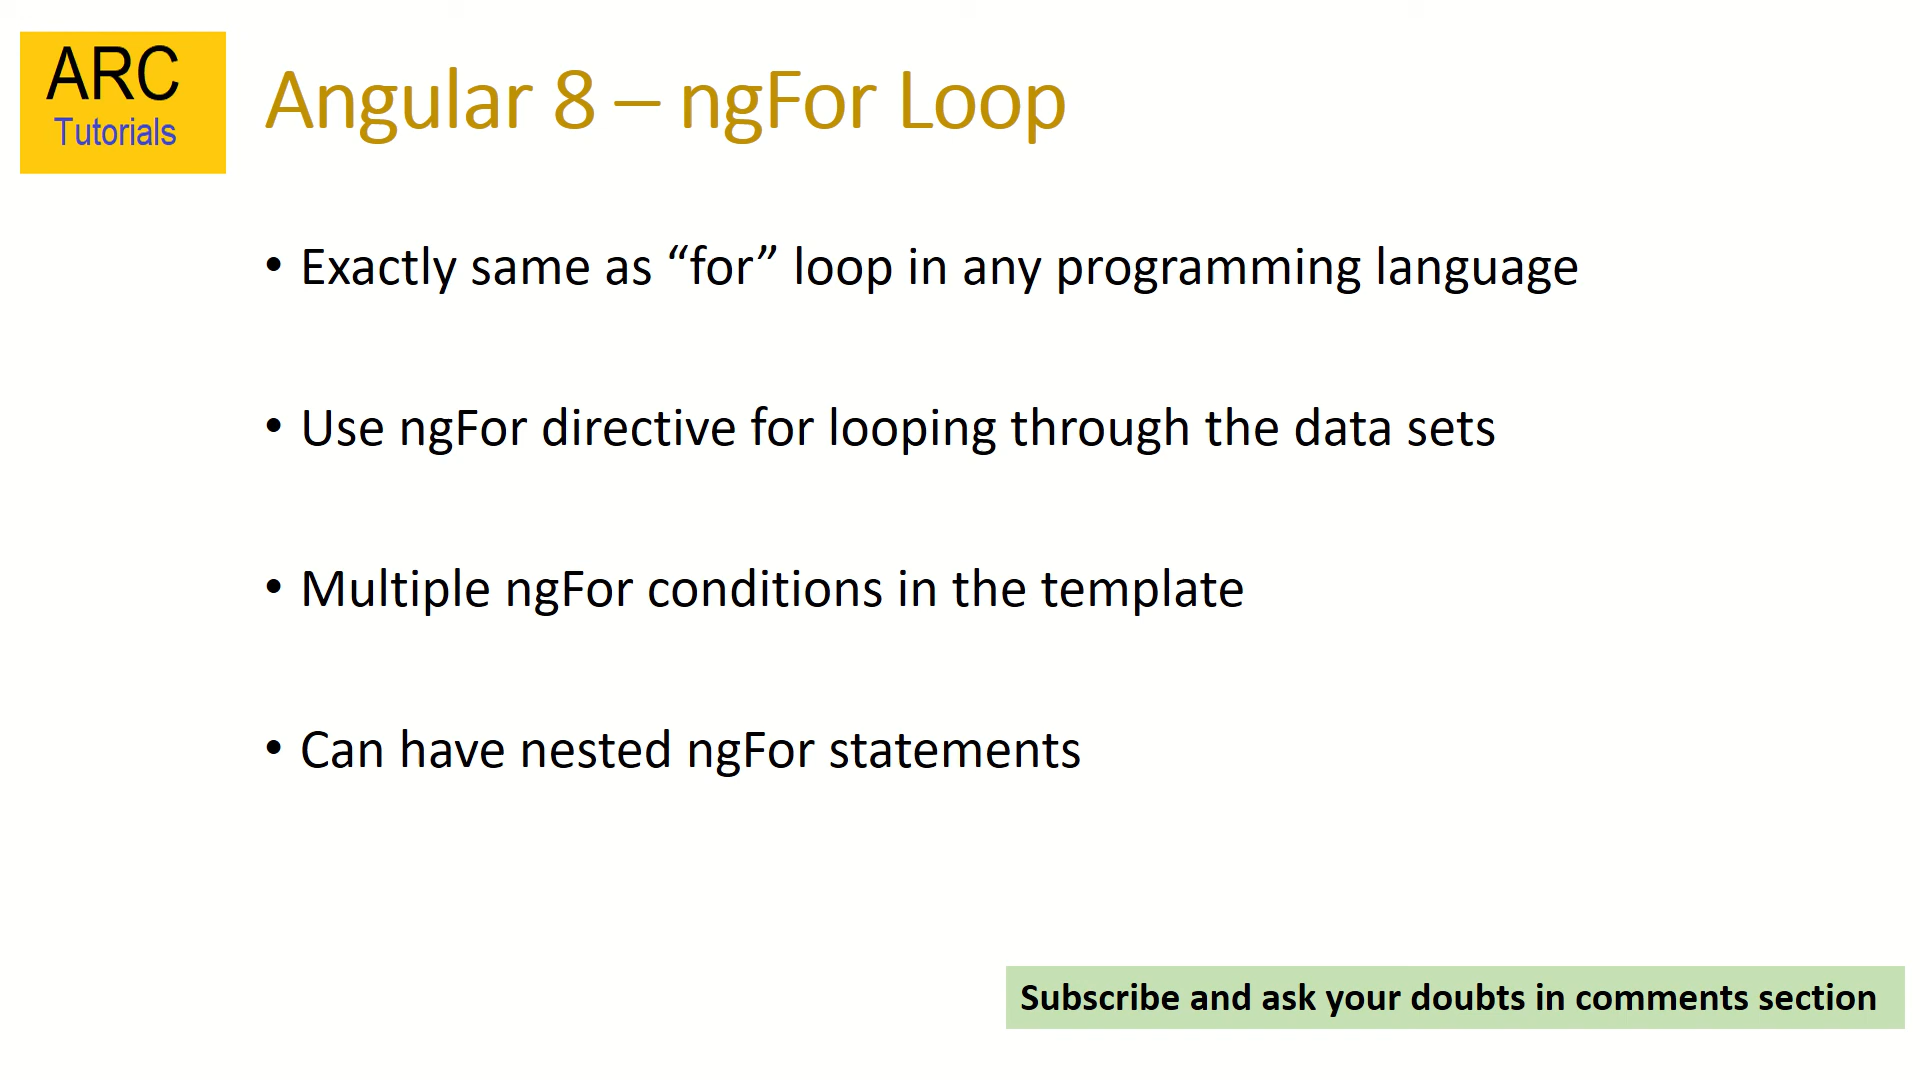 ARC
Tutorials
Angular 8 – ngFor Loop
• Exactly same as “for” loop in any programming language
• Use ngFor directive for looping through the data sets
• Multiple ngFor conditions in the template
• Can have nested ngFor statements
Subscribe and ask your doubts in comments section